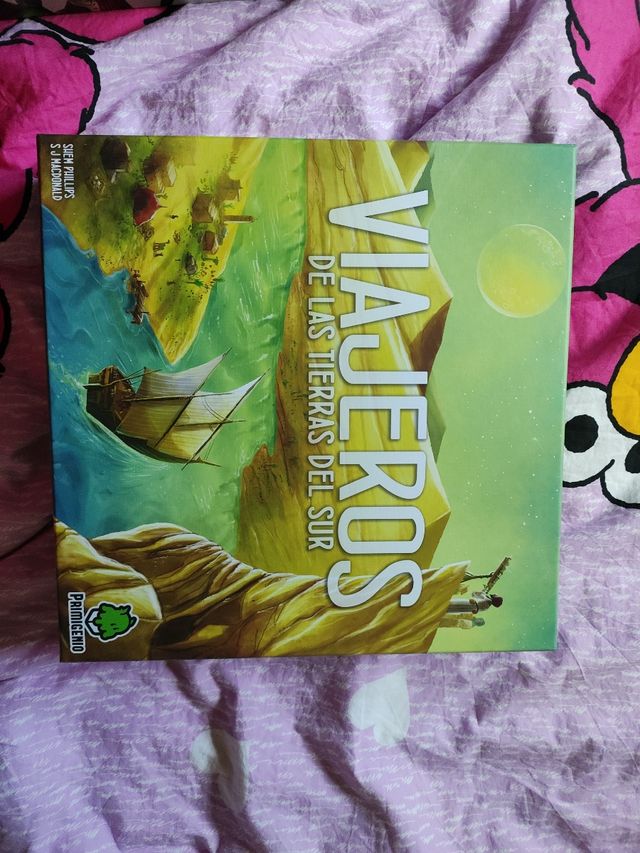 SHEM PHILLIPS
S J MACDONALD
VIAJEROS
DE LAS TIERRAS DEL SUR
PRIMIGENIO